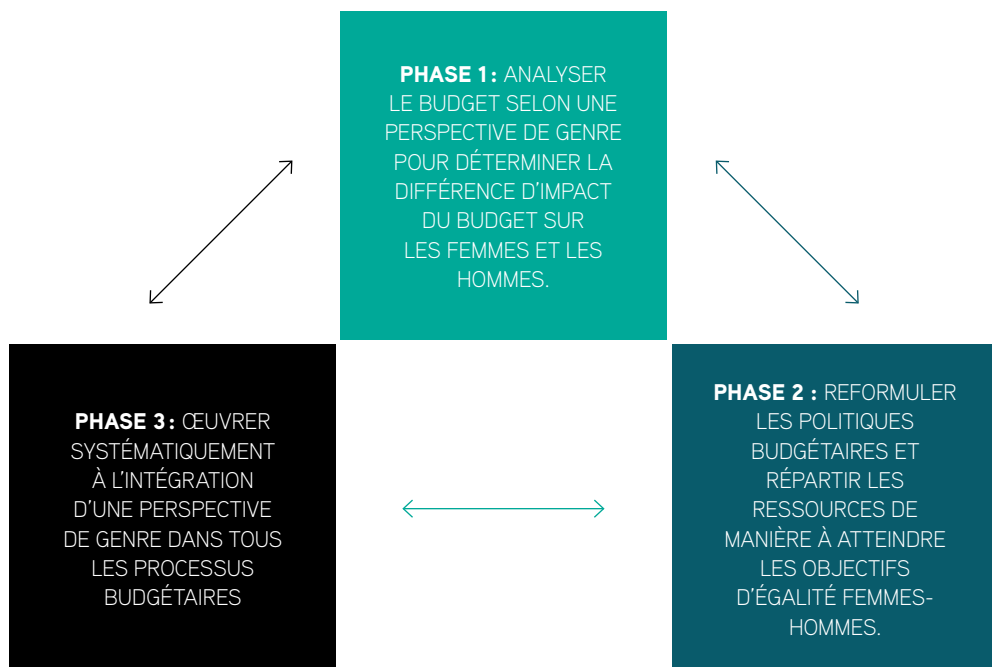 PHASE 1 : ANALYSER
LE BUDGET SELON UNE
PERSPECTIVE DE GENRE
POUR DÉTERMINER LA
DIFFÉRENCE D'IMPACT
DU BUDGET SUR
LES FEMMES ET LES
HOMMES.
PHASE 2 : REFORMULER
LES POLITIQUES
BUDGÉTAIRES ET
RÉPARTIR LES
RESSOURCES DE
MANIÈRE À ATTEINDRE
LES OBJECTIFS
D'ÉGALITÉ FEMMES-
HOMMES.
PHASE 3 : ŒUVRER
SYSTÉMATIQUEMENT
À L'INTÉGRATION
D'UNE PERSPECTIVE
DE GENRE DANS TOUS
LES PROCESSUS
BUDGÉTAIRES